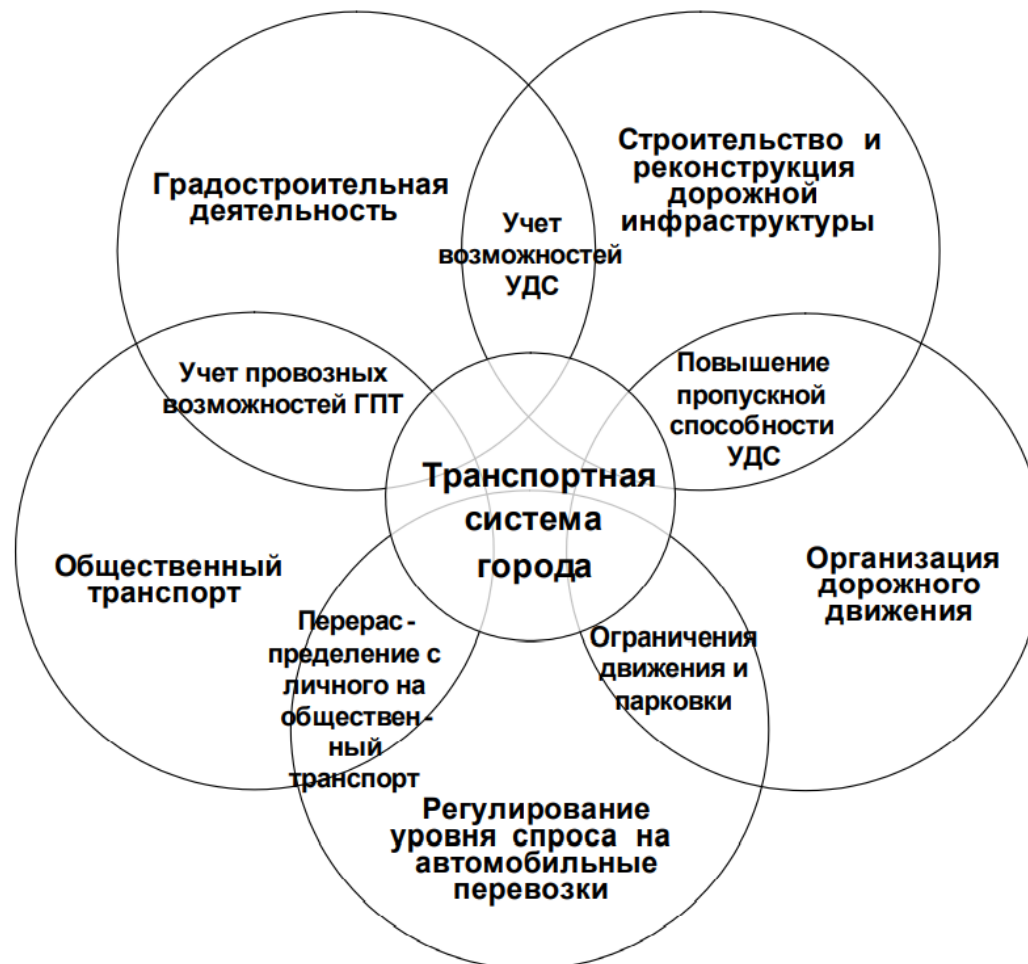 Градостроительная
деятельность
Строительство и
реконструкция
дорожной
инфраструктуры
Учет
возможностей
УДС
Учет провозных
возможностей ГПТ
Повышение
пропускной
способности
УДС
Транспортная
система
города
Общественный
транспорт
Организация
дорожного
движения
Перерас-
пределение с
личного на
обществен-
ный
транспорт
Ограничения
движения и
парковки
Регулирование
уровня спроса на
автомобильные
перевозки